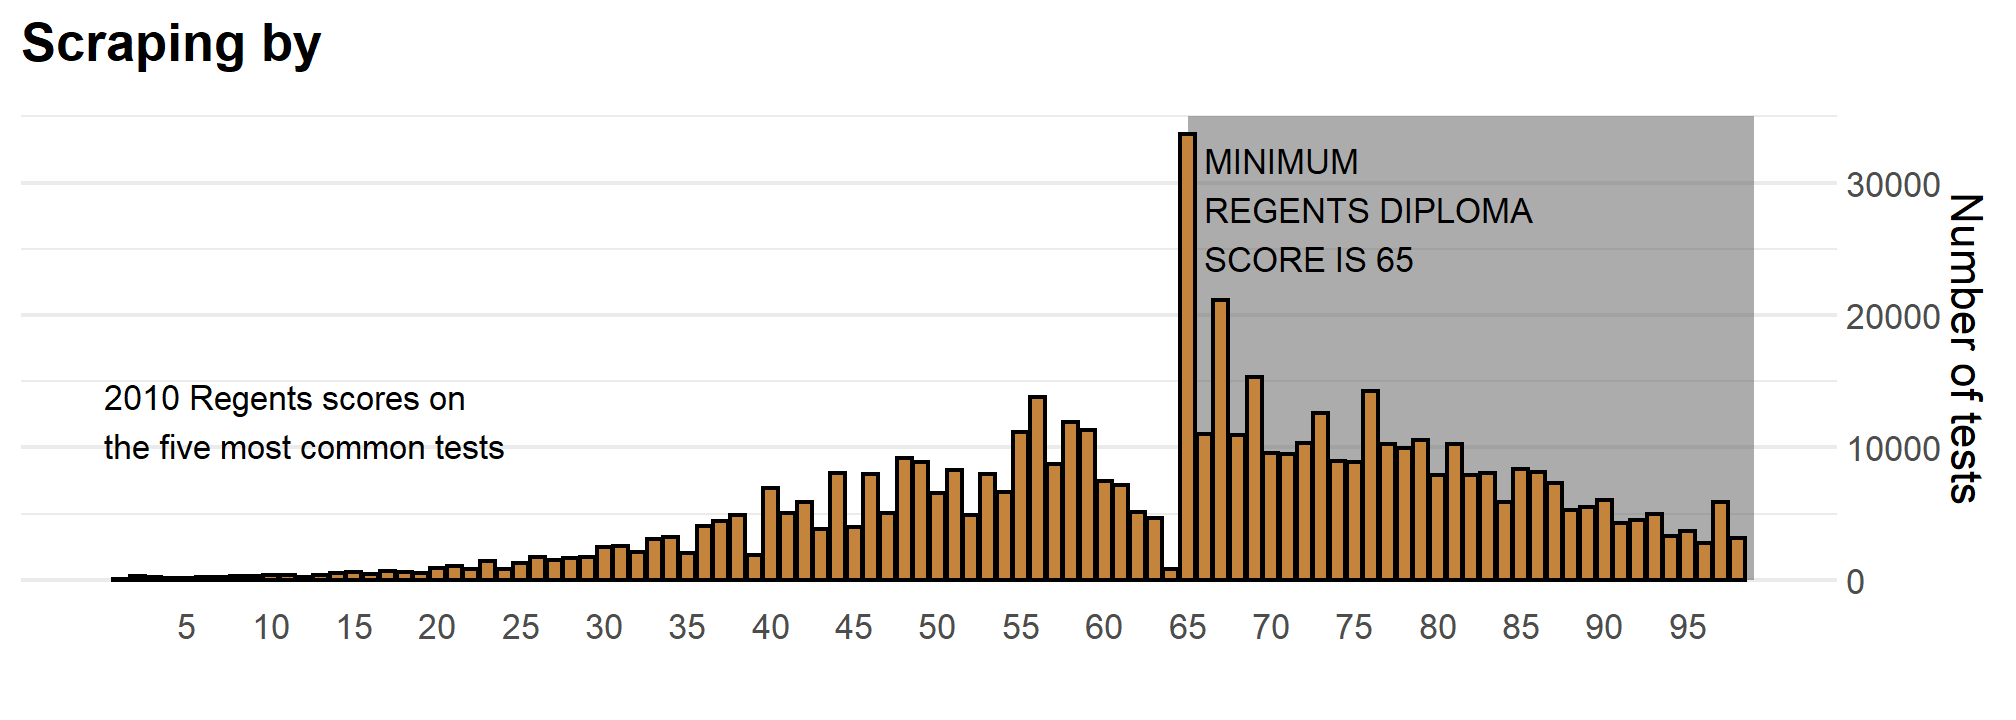 Scraping by
MINIMUM
REGENTS DIPLOMA
SCORE IS 65
2010 Regents scores on
the five most common tests
30000
20000
10000
0
Number of tests
5 10 15 20 25 30 35 40 45 50 55 60 65 70 75 80 85 90 95